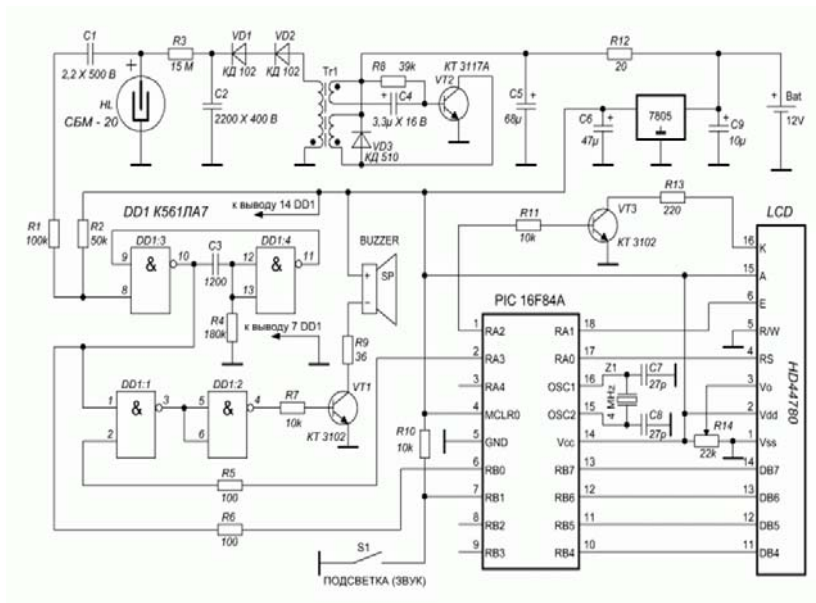 C1
2,2 X 500 В
+
HL
СБМ - 20
R3
15 М
C2
2200 X 400 В
VD1
КД 102
VD2
КД 102
Tr1
R8 39k
+ C4
3,3µ X 16 В
VD3
КД 510
КТ 3117А
VT2
C5
68µ
+
R12
20
C6
47µ
+
7805
+
C9
10µ
+
Bat
12V
R1
100k
R2
50k
DD1 К561ЛА7
к выводу 14 DD1
DD1:3
&
9
8
10
C3
1200
DD1:4
&
12
13
11
R4
180k
к выводу 7 DD1
BUZZER
+
SP
-
R9
36
DD1:1
&
1
2
3
DD1:2
&
5
6
4
R7
10k
VT1
КТ 3102
R5
100
R6
100
R10
10k
S1
ПОДСВЕТКА (ЗВУК)
R11
10k
VT3
КТ 3102
R13
220
PIC 16F84A
1 RA2 RA1 18
2 RA3 RA0 17
3 RA4 OSC1 16
4 MCLR0 OSC2 15
5 GND Vcc 14
6 RB0 RB7 13
7 RB1 RB6 12
8 RB2 RB5 11
9 RB3 RB4 10
Z1
4 MHz
C7
27p
C8
27p
R14
22k
LCD
HD44780
16 K
15 A
6 E
5 R/W
4 RS
3 Vo
2 Vdd
1 Vss
14 DB7
13 DB6
12 DB5
11 DB4